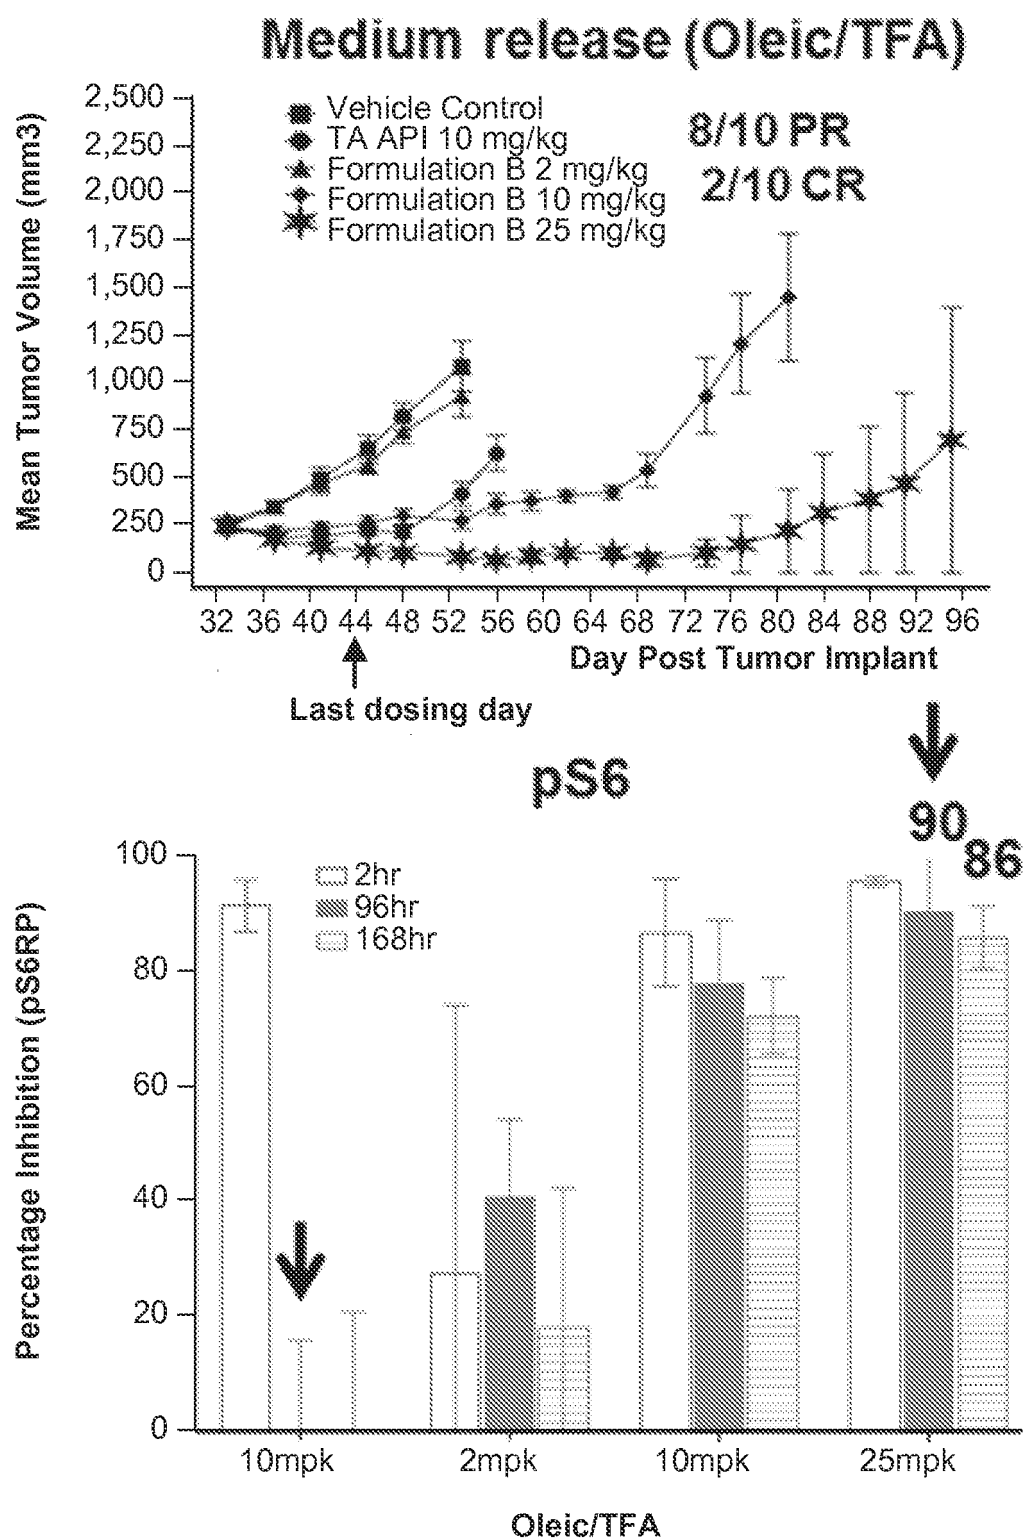 Medium release (Oleic/TFA)
Mean Tumor Volume (mm3)
2,500
2,250
2,000
1,750
1,500
1,250
1,000
750
500
250
0
Vehicle Control
TA API 10 mg/kg
Formulation B 2 mg/kg
Formulation B 10 mg/kg
Formulation B 25 mg/kg
8/10 PR
2/10 CR
32 36 40 44 48 52 56 60 64 68 72 76 80 84 88 92 96
Day Post Tumor Implant
Last dosing day
pS6
90
86
Percentage Inhibition (pS6RP)
100
80
60
40
20
0
2hr
96hr
168hr
10mpk 2mpk 10mpk 25mpk
Oleic/TFA